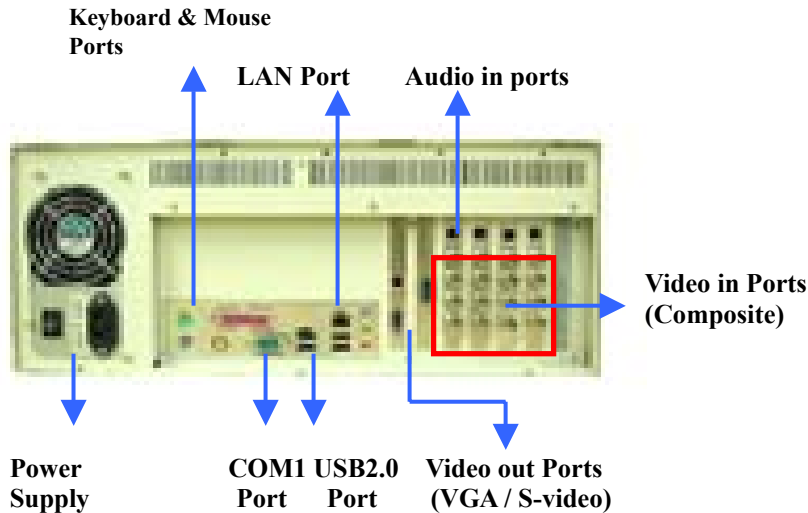 Keyboard & Mouse
Ports
LAN Port
Audio in ports
Video in Ports
(Composite)
Power
Supply
COM1
Port
USB2.0
Port
Video out Ports
(VGA / S-video)